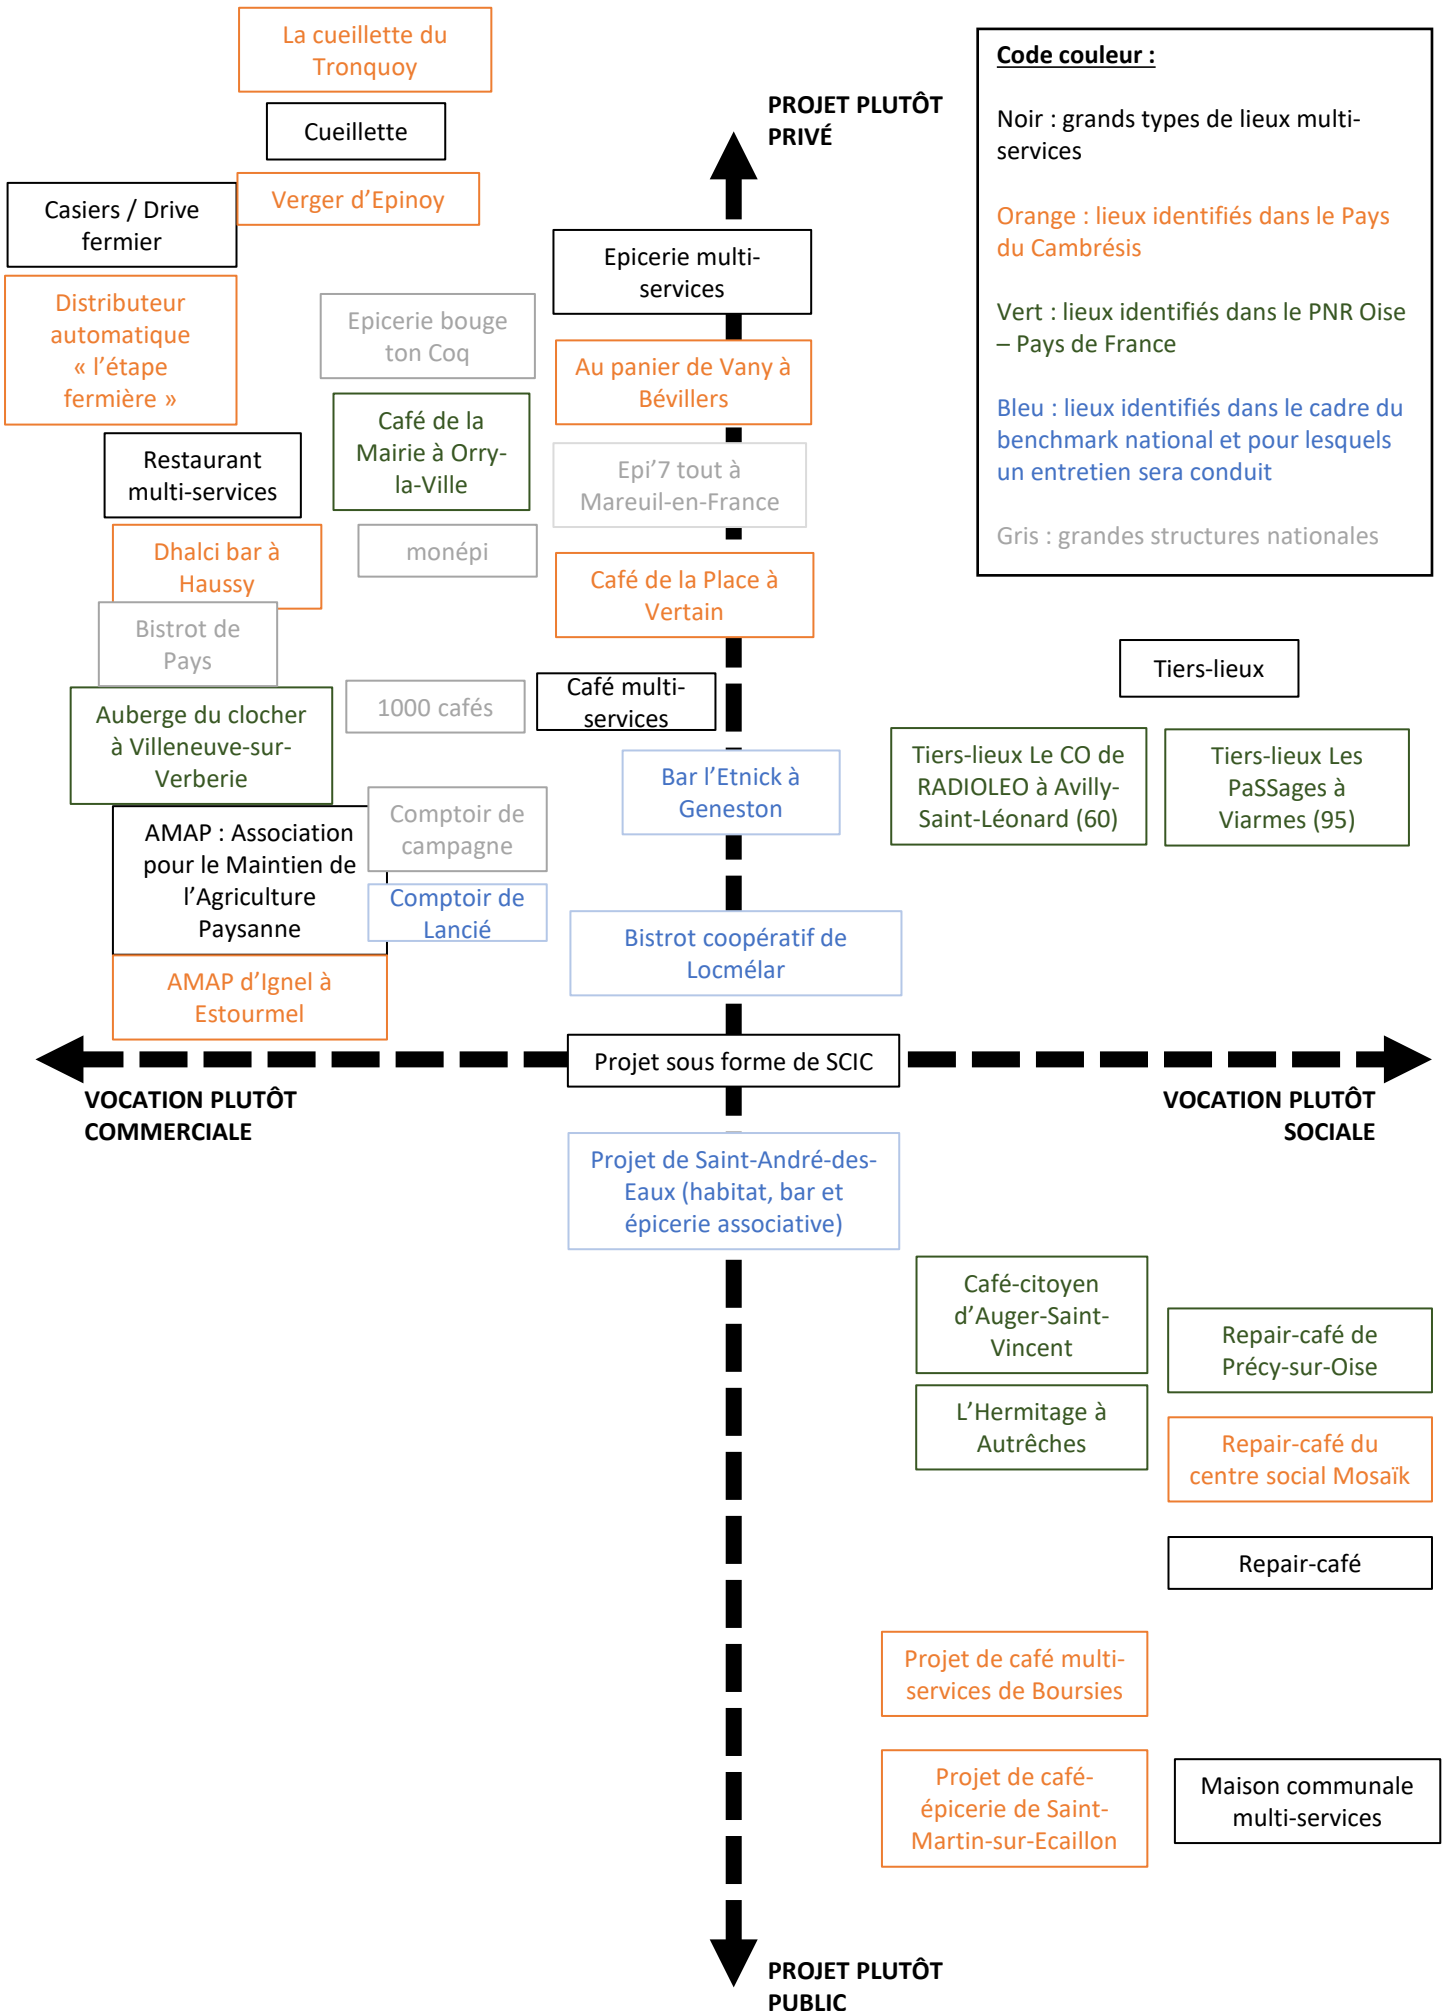 La cueillette du
Tronquoy
Cueillette
Verger d’Epinoy
Casiers / Drive
fermier
Distributeur
automatique
« l’étape
fermière »
PROJET PLUTÔT
PRIVÉ
Code couleur :
Noir : grands types de lieux multi-
services
Orange : lieux identifiés dans le Pays
du Cambrésis
Vert : lieux identifiés dans le PNR Oise
– Pays de France
Bleu : lieux identifiés dans le cadre du
benchmark national et pour lesquels
un entretien sera conduit
Gris : grandes structures nationales
Epicerie multi-
services
Epicerie bouge
ton Coq
Au panier de Vany à
Bévillers
Café de la
Mairie à Orry-
la-Ville
Restaurant
multi-services
Epi’7 tout à
Mareuil-en-France
Dhalci bar à
Haussy
monépi
Café de la Place à
Vertain
Bistrot de
Pays
Tiers-lieux
Auberge du clocher
à Villeneuve-sur-
Verberie
1000 cafés
Café multi-
services
Bar l’Etnick à
Geneston
Tiers-lieux Le CO de
RADIOLEO à Avilly-
Saint-Léonard (60)
Tiers-lieux Les
PaSSages à
Viarmes (95)
AMAP : Association
pour le Maintien de
l’Agriculture
Paysanne
Comptoir de
campagne
Comptoir de
Lancié
Bistrot coopératif de
Locmélar
AMAP d’Ignel à
Estourmel
Projet sous forme de SCIC
VOCATION PLUTÔT
COMMERCIALE
VOCATION PLUTÔT
SOCIALE
Projet de Saint-André-des-
Eaux (habitat, bar et
épicerie associative)
Café-citoyen
d’Auger-Saint-
Vincent
Repair-café de
Précy-sur-Oise
L’Hermitage à
Autrêches
Repair-café du
centre social Mosaïk
Repair-café
Projet de café multi-
services de Boursies
Projet de café-
épicerie de Saint-
Martin-sur-Ecaillon
Maison communale
multi-services
PROJET PLUTÔT
PUBLIC